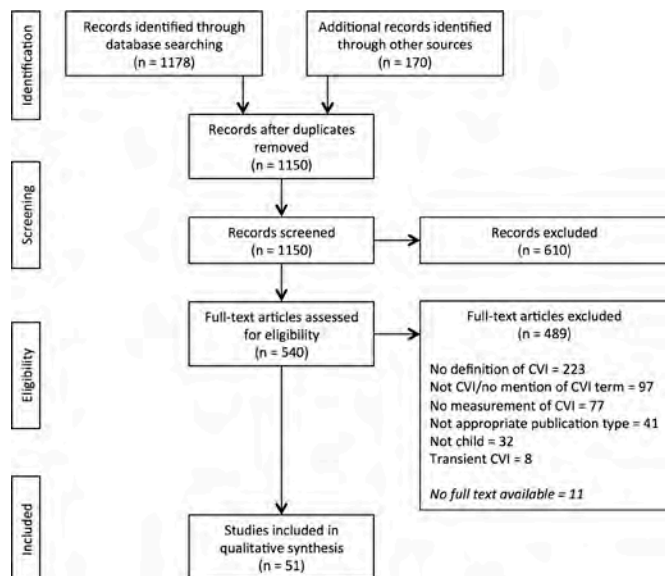 Identification
Records identified through
database searching
(n = 1178)
Additional records identified
through other sources
(n = 170)
Records after duplicates
removed
(n = 1150)
Screening
Records screened
(n = 1150)
Records excluded
(n = 610)
Eligibility
Full-text articles assessed
for eligibility
(n = 540)
Full-text articles excluded
(n = 489)
No definition of CVI = 223
Not CVI/no mention of CVI term = 97
No measurement of CVI = 77
Not appropriate publication type = 41
Not child = 32
Transient CVI = 8
No full text available = 11
Included
Studies included in
qualitative synthesis
(n = 51)